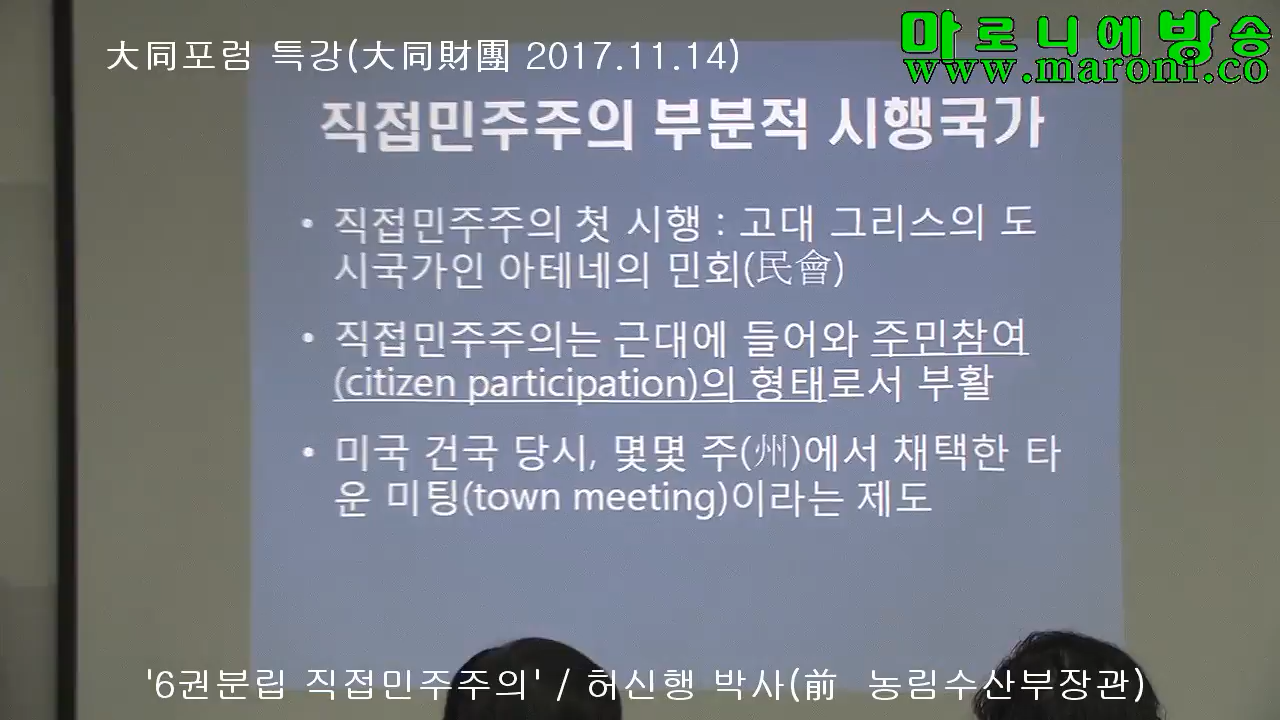 大同포럼 특강(大同財團 2017.11.14)
마로니에방송
www.maroni.co
직접민주주의 부분적 시행국가
• 직접민주주의 첫 시행 : 고대 그리스의 도
시국가인 아테네의 민회(民會)
• 직접민주주의는 근대에 들어와 주민참여
(citizen participation)의 형태로서 부활
• 미국 건국 당시, 몇몇 주(州)에서 채택한 타
운 미팅(town meeting)이라는 제도
'6권분립 직접민주주의' / 허신행 박사(前 농림수산부장관)